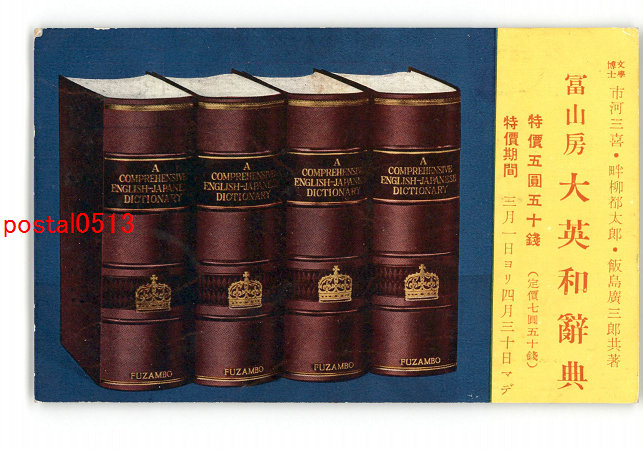 文學博士 市河三喜・畔柳都太郎・飯島廣三郎共著
冨山房 大英和辭典
特價五圓五十錢 (定價七圓五十錢)
特價期間 三月一日ヨリ四月三十日マデ
A
COMPREHENSIVE
ENGLISH-JAPANESE
DICTIONARY
FUZAMBO
A
COMPREHENSIVE
ENGLISH-JAPANESE
DICTIONARY
FUZAMBO
A
COMPREHENSIVE
ENGLISH-JAPANESE
DICTIONARY
FUZAMBO
A
COMPREHENSIVE
ENGLISH-JAPANESE
DICTIONARY
FUZAMBO
postal0513